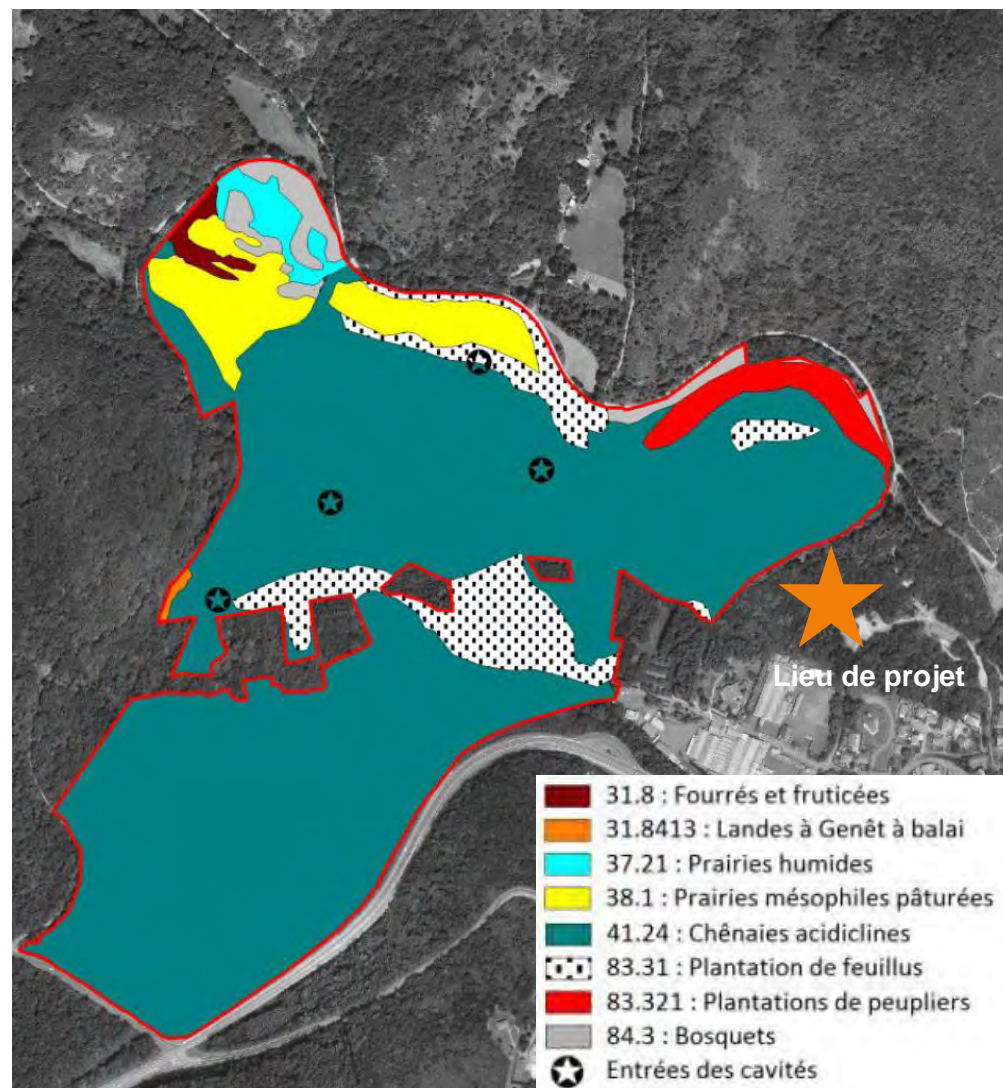 Lieu de projet
31.8 : Fourrés et fruticées
31.8413 : Landes à Genêt à balai
37.21 : Prairies humides
38.1 : Prairies mésophiles pâturées
41.24 : Chênaies acidiclines
83.31 : Plantation de feuillus
83.321 : Plantations de peupliers
84.3 : Bosquets
Entrées des cavités